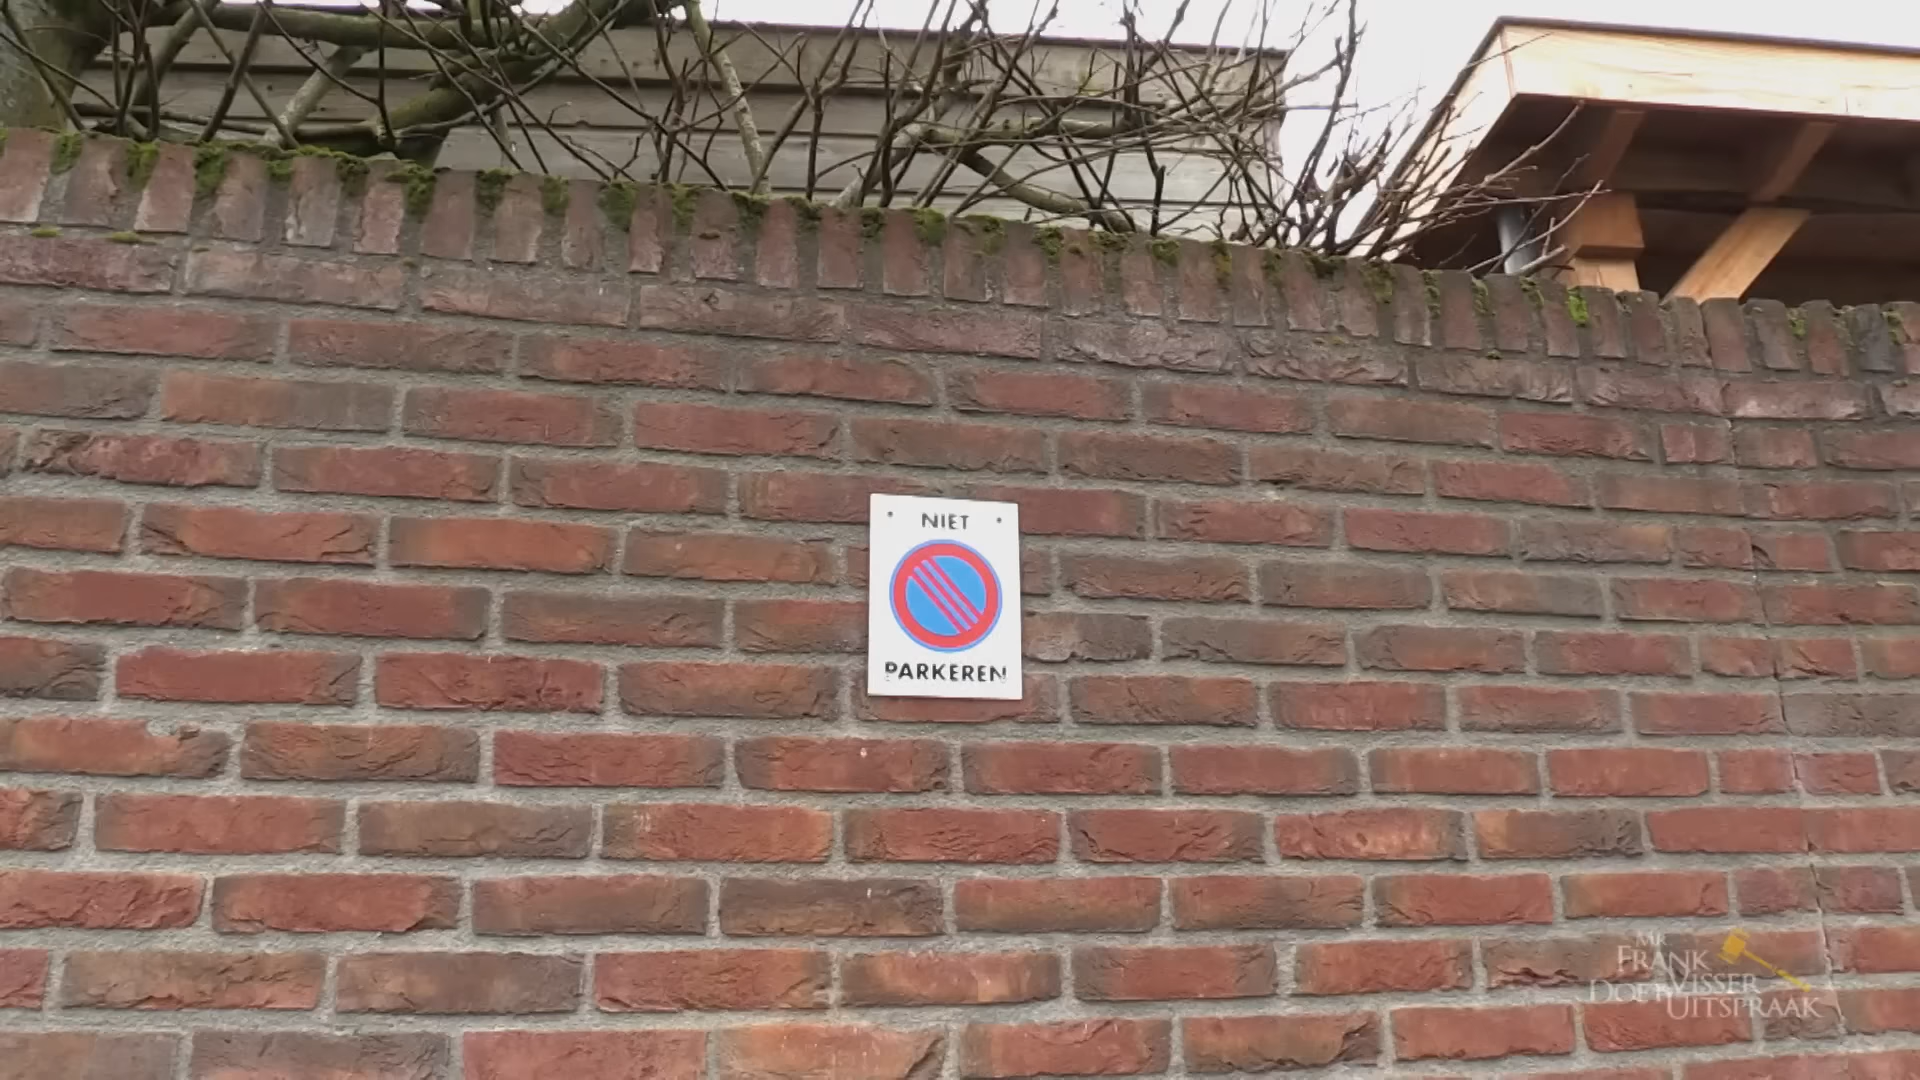 NIET
PARKEREN
MR.
FRANK
VISSER
DOET
UITSPRAAK